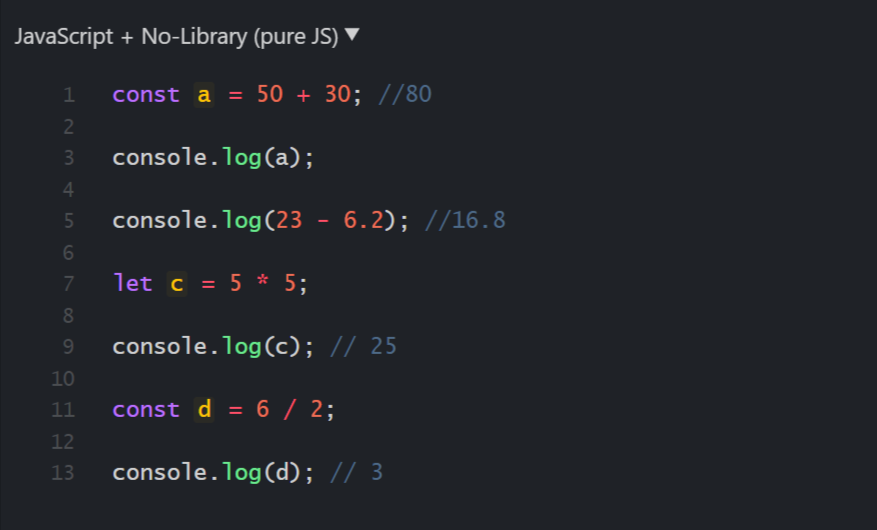 JavaScript + No-Library (pure JS) ▼
1 const a = 50 + 30; //80
2
3 console.log(a);
4
5 console.log(23 - 6.2); //16.8
6
7 let c = 5 * 5;
8
9 console.log(c); // 25
10
11 const d = 6 / 2;
12
13 console.log(d); // 3